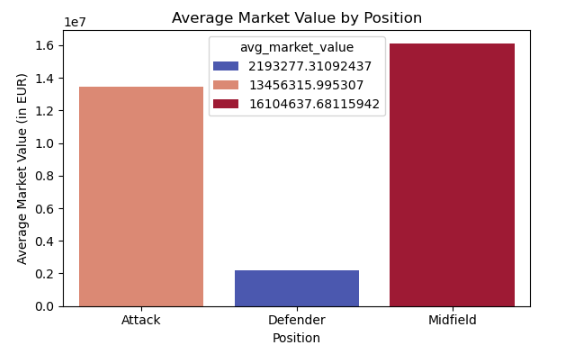 Average Market Value by Position
1e7
avg_market_value
2193277.31092437
13456315.995307
16104637.68115942
1.6
1.4
1.2
1.0
0.8
0.6
0.4
0.2
0.0
Average Market Value (in EUR)
Attack
Defender
Midfield
Position